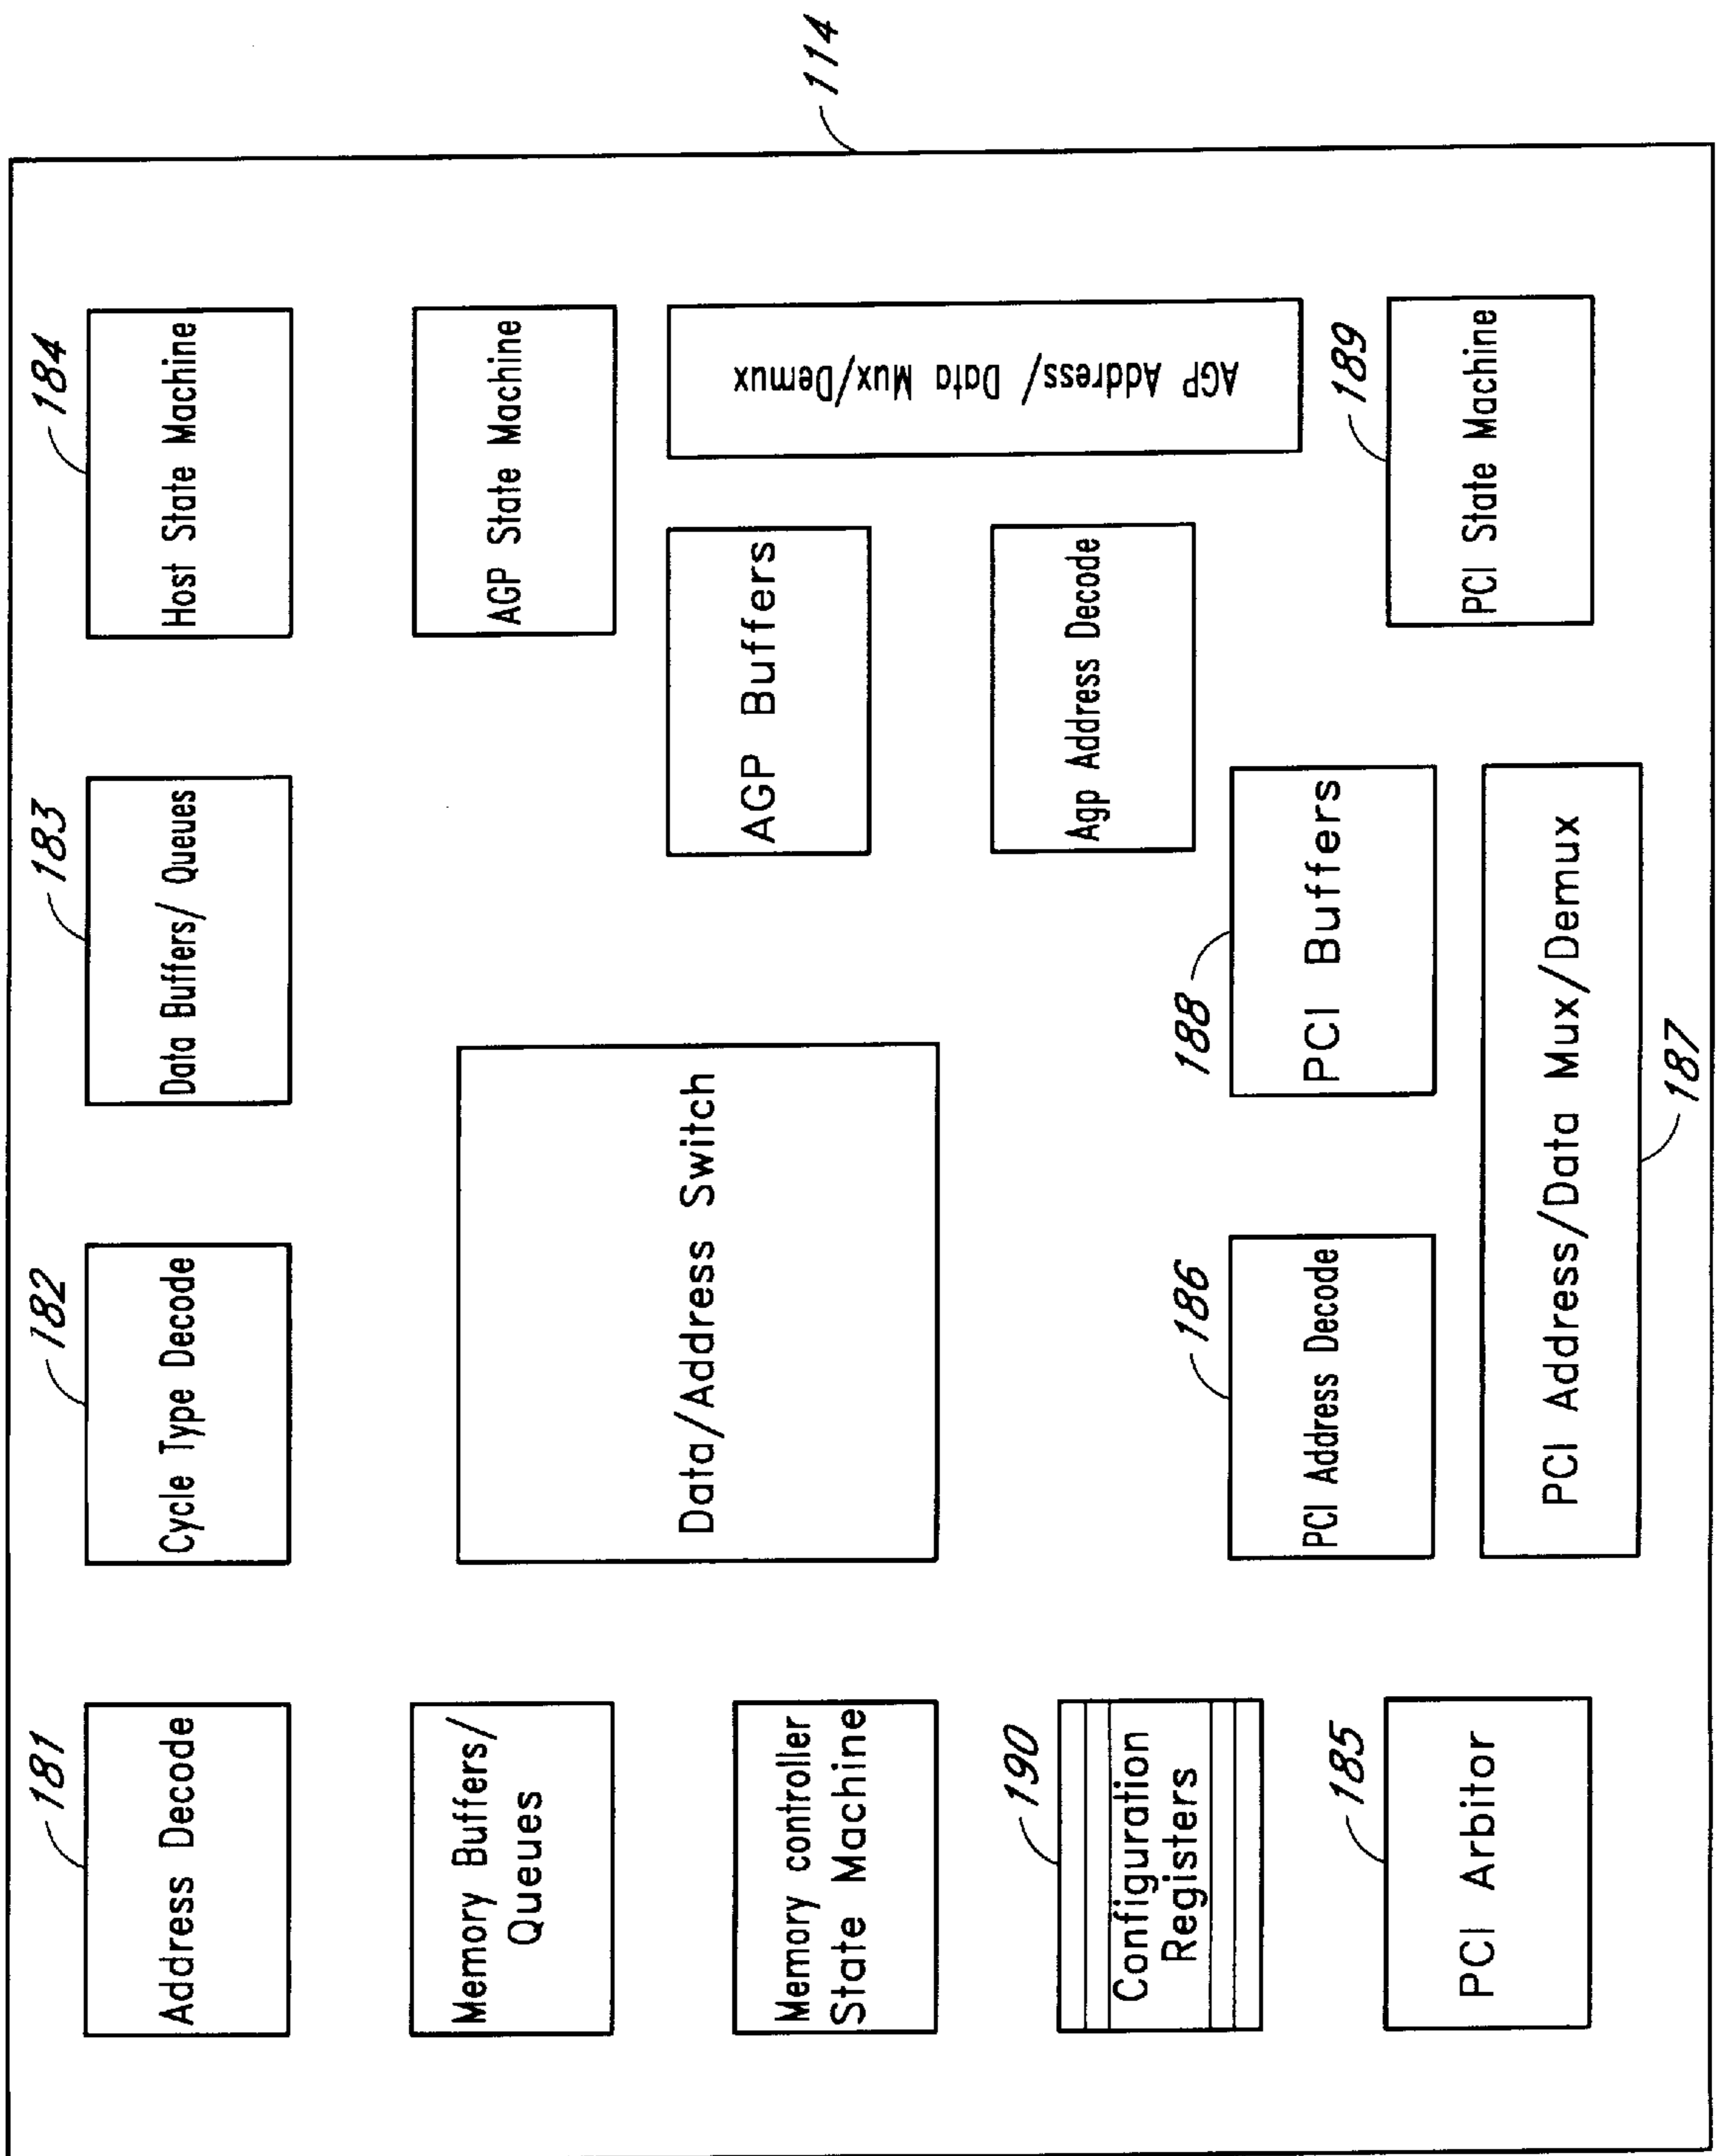 114
181
Address Decode
182
Cycle Type Decode
183
Data Buffers/ Queues
184
Host State Machine
Memory Buffers/
Queues
Data/Address Switch
AGP State Machine
Memory controller
State Machine
AGP Buffers
AGP Address/ Data Mux/Demux
190
Configuration
Registers
Agp Address Decode
186
PCI Address Decode
188
PCI Buffers
185
PCI Arbitor
189
PCI State Machine
PCI Address/Data Mux/Demux
187